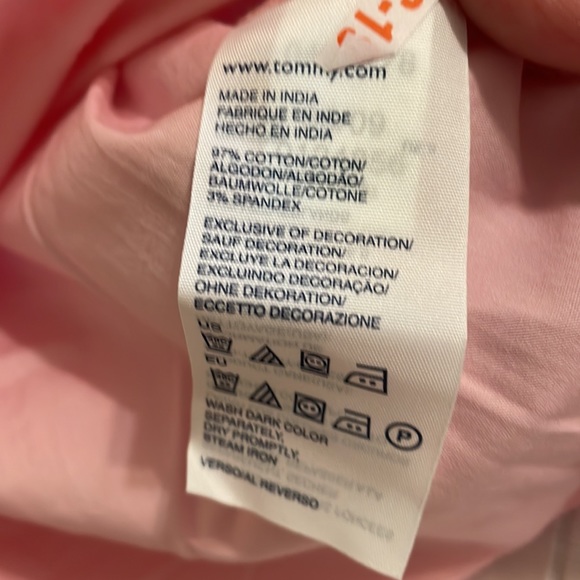 www.tommy.com
MADE IN INDIA
FABRIQUE EN INDE
HECHO EN INDIA
97% COTTON/COTON/
ALGODON/ALGODÃO/
BAUMWOLLE/COTONE
3% SPANDEX
EXCLUSIVE OF DECORATION/
SAUF DECORATION/
EXCLUYE LA DECORACION/
EXCLUINDO DECORAÇÃO/
OHNE DEKORATION/
ECCETTO DECORAZIONE
US
EU
P
WASH DARK COLOR
SEPARATELY,
DRY PROMPTLY,
STEAM IRON
VERSO/AL REVERSO